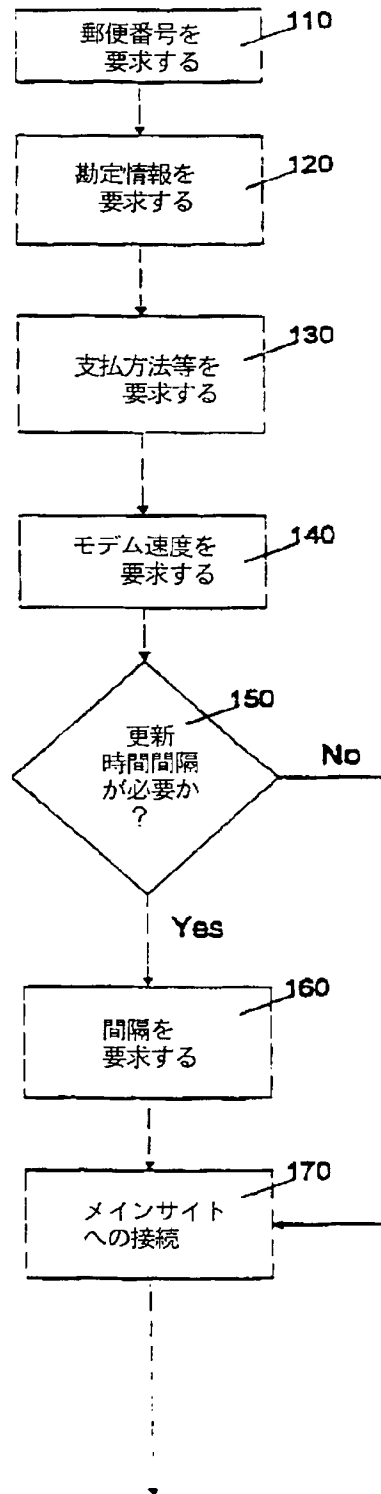 110
郵便番号を
要求する
120
勘定情報を
要求する
130
支払方法等を
要求する
140
モデム速度を
要求する
150
更新
時間間隔
が必要か
?
No
Yes
160
間隔を
要求する
170
メインサイト
への接続